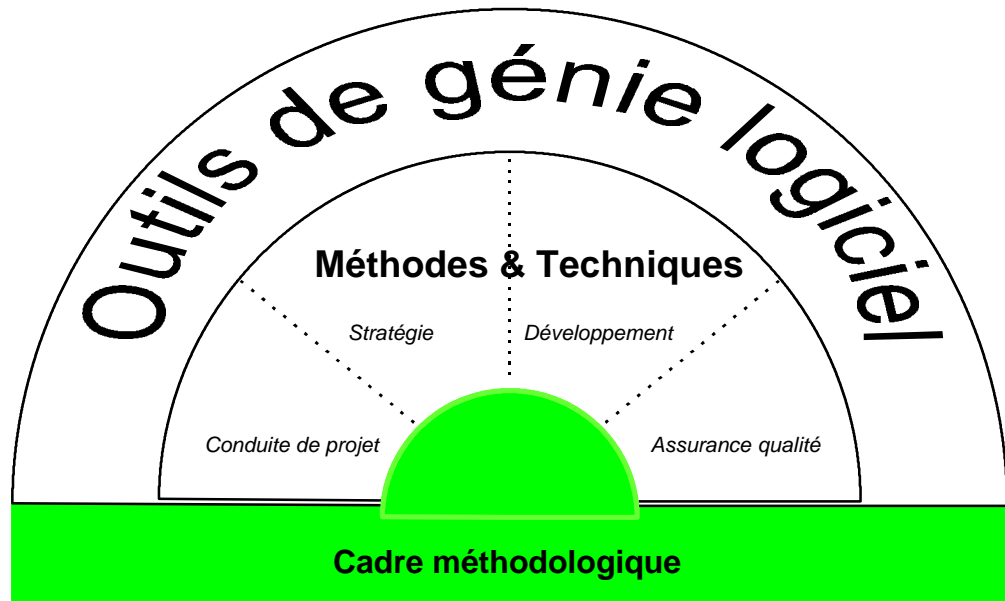 Outils de génie logiciel
Méthodes & Techniques
Stratégie
Développement
Conduite de projet
Assurance qualité
Cadre méthodologique